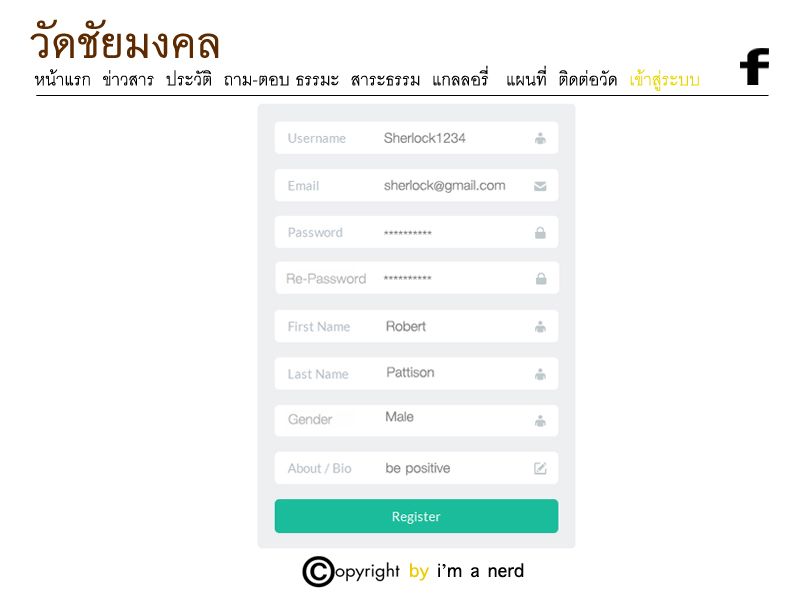 วัดชัยมงคล
หน้าแรก ข่าวสาร ประวัติ ถาม-ตอบ ธรรมะ สาระธรรม แกลลอรี่ แผนที่ ติดต่อวัด เข้าสู่ระบบ
f
Username Sherlock1234
Email sherlock@gmail.com
Password **********
Re-Password **********
First Name Robert
Last Name Pattison
Gender Male
About / Bio be positive
Register
©opyright by i'm a nerd